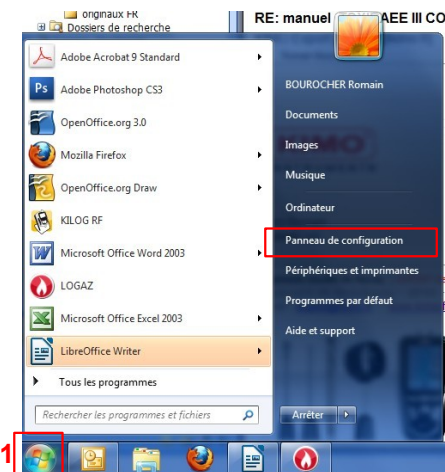 originaux FR
Dossiers de recherche
RE: manuel
AEE III CO
Adobe Acrobat 9 Standard
Ps
Adobe Photoshop CS3
OpenOffice.org 3.0
Mozilla Firefox
OpenOffice.org Draw
KILOG RF
Microsoft Office Word 2003
LOGAZ
Microsoft Office Excel 2003
LibreOffice Writer
Tous les programmes
Rechercher les programmes et fichiers
BOUROCHER Romain
Documents
Images
KIMO
Musique
Ordinateur
Panneau de configuration
Périphériques et imprimantes
Programmes par défaut
Aide et support
Arrêter
1